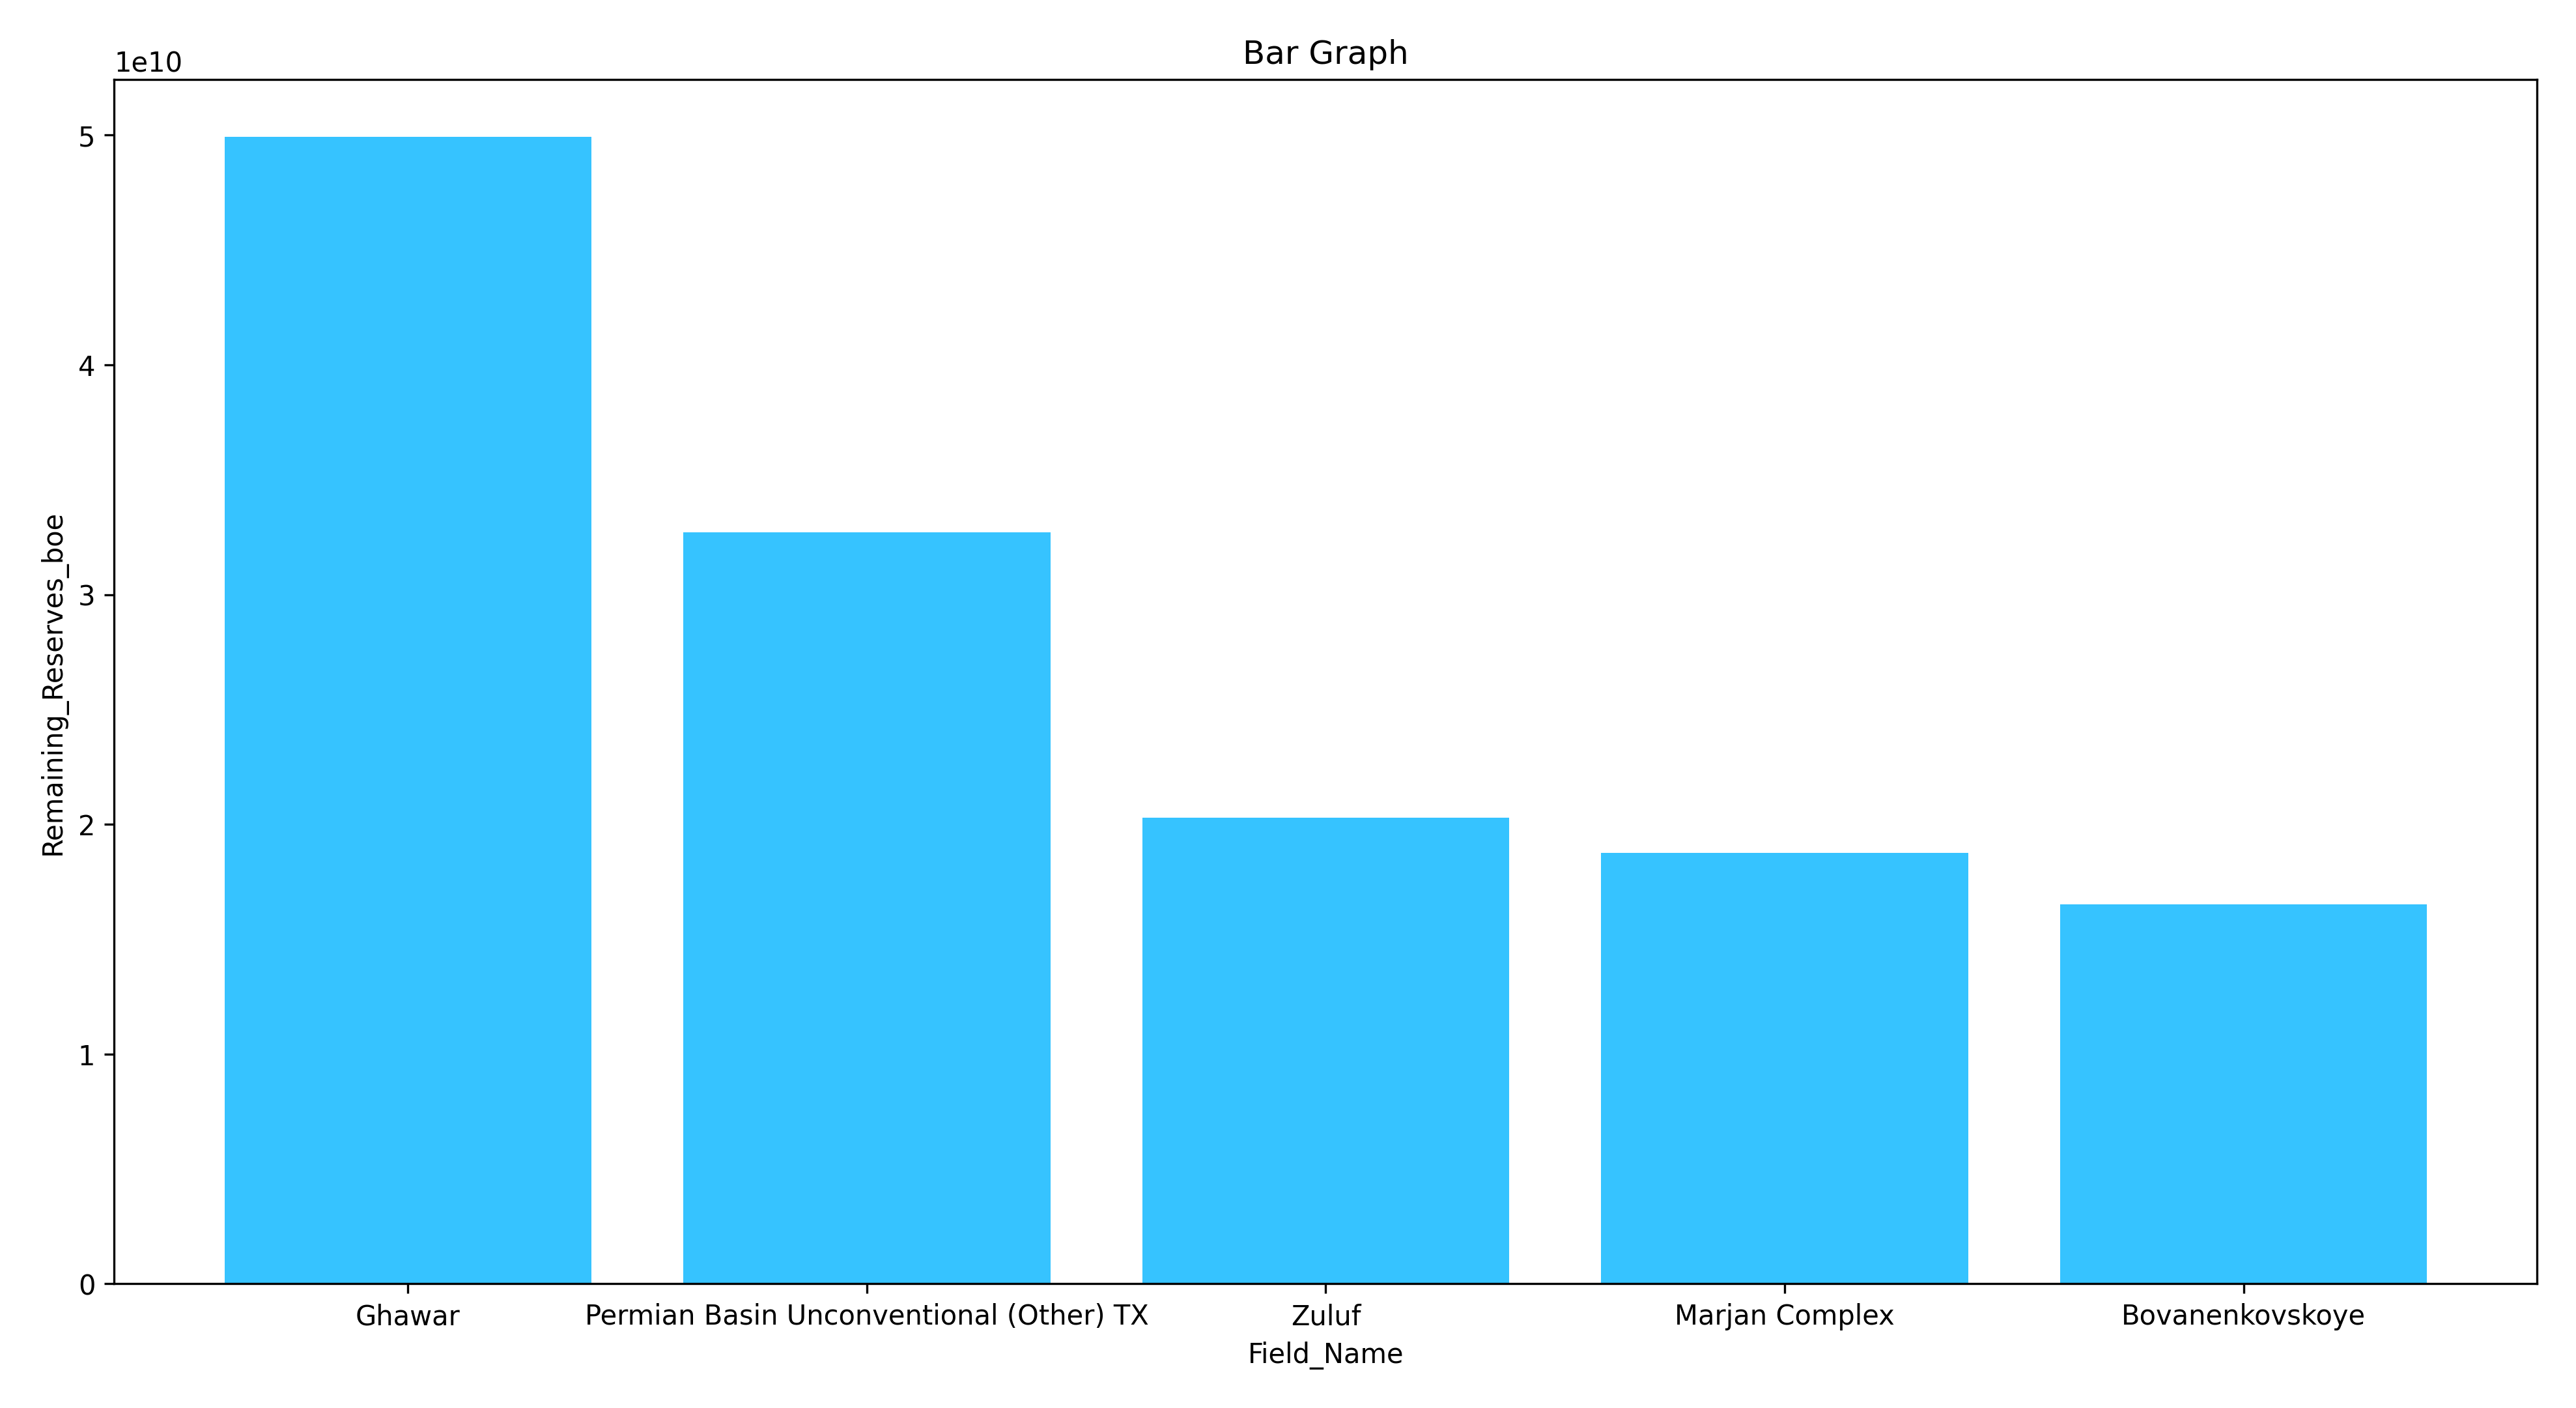 Bar Graph
1e10
5
4
3
2
1
0
Remaining_Reserves_boe
Ghawar
Permian Basin Unconventional (Other) TX
Zuluf
Marjan Complex
Bovanenkovskoye
Field_Name